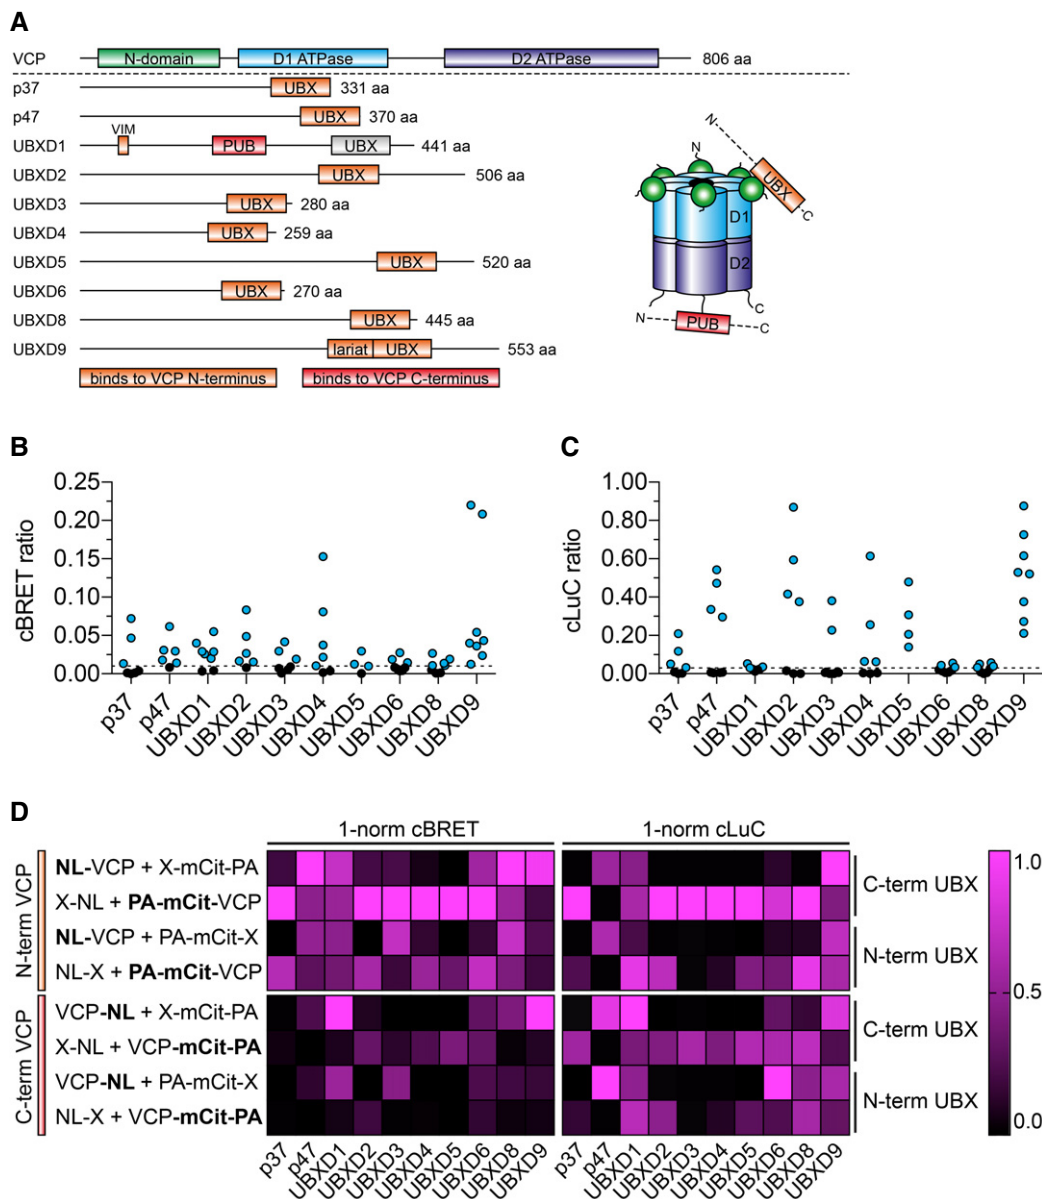 A
VCP N-domain D1 ATPase D2 ATPase 806 aa
p37 UBX 331 aa
p47 UBX 370 aa
VIM
UBXD1 PUB UBX 441 aa
UBXD2 UBX 506 aa
UBXD3 UBX 280 aa
UBXD4 UBX 259 aa
UBXD5 UBX 520 aa
UBXD6 UBX 270 aa
UBXD8 UBX 445 aa
UBXD9 lariat UBX 553 aa
binds to VCP N-terminus binds to VCP C-terminus
N
N
UBX
C
D1
D2
C
N PUB C
B
cBRET ratio
0.25
0.20
0.15
0.10
0.05
0.00
p37 p47 UBXD1 UBXD2 UBXD3 UBXD4 UBXD5 UBXD6 UBXD8 UBXD9
C
cLuC ratio
1.00
0.80
0.60
0.40
0.20
0.00
p37 p47 UBXD1 UBXD2 UBXD3 UBXD4 UBXD5 UBXD6 UBXD8 UBXD9
D
1-norm cBRET 1-norm cLuC
N-term VCP
NL-VCP + X-mCit-PA
X-NL + PA-mCit-VCP
NL-VCP + PA-mCit-X
NL-X + PA-mCit-VCP
C-term UBX
N-term UBX
C-term VCP
VCP-NL + X-mCit-PA
X-NL + VCP-mCit-PA
VCP-NL + PA-mCit-X
NL-X + VCP-mCit-PA
C-term UBX
N-term UBX
p37 p47 UBXD1 UBXD2 UBXD3 UBXD4 UBXD5 UBXD6 UBXD8 UBXD9
p37 p47 UBXD1 UBXD2 UBXD3 UBXD4 UBXD5 UBXD6 UBXD8 UBXD9
1.0
0.5
0.0